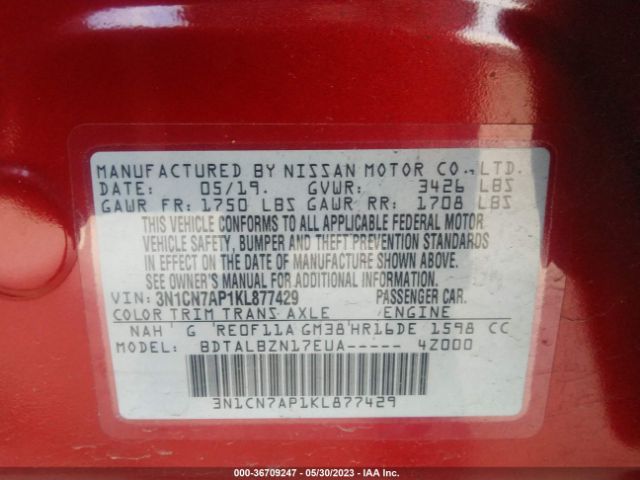 MANUFACTURED BY NISSAN MOTOR CO., LTD.
DATE: 05/19. GVWR: 3426 LBS
GAWR FR: 1750 LBS GAWR RR: 1708 LBS
THIS VEHICLE CONFORMS TO ALL APPLICABLE FEDERAL MOTOR
VEHICLE SAFETY, BUMPER AND THEFT PREVENTION STANDARDS
IN EFFECT ON THE DATE OF MANUFACTURE SHOWN ABOVE.
SEE OWNER'S MANUAL FOR ADDITIONAL INFORMATION.
VIN: 3N1CN7AP1KL877429 PASSENGER CAR.
COLOR TRIM TRANS AXLE ENGINE
NAH G RE0F11A GM38 HR16DE 1598 CC
MODEL: BDTALBZN17EUA----- 4Z000
3N1CN7AP1KL877429
000-36709247 - 05/30/2023 - IAA Inc.